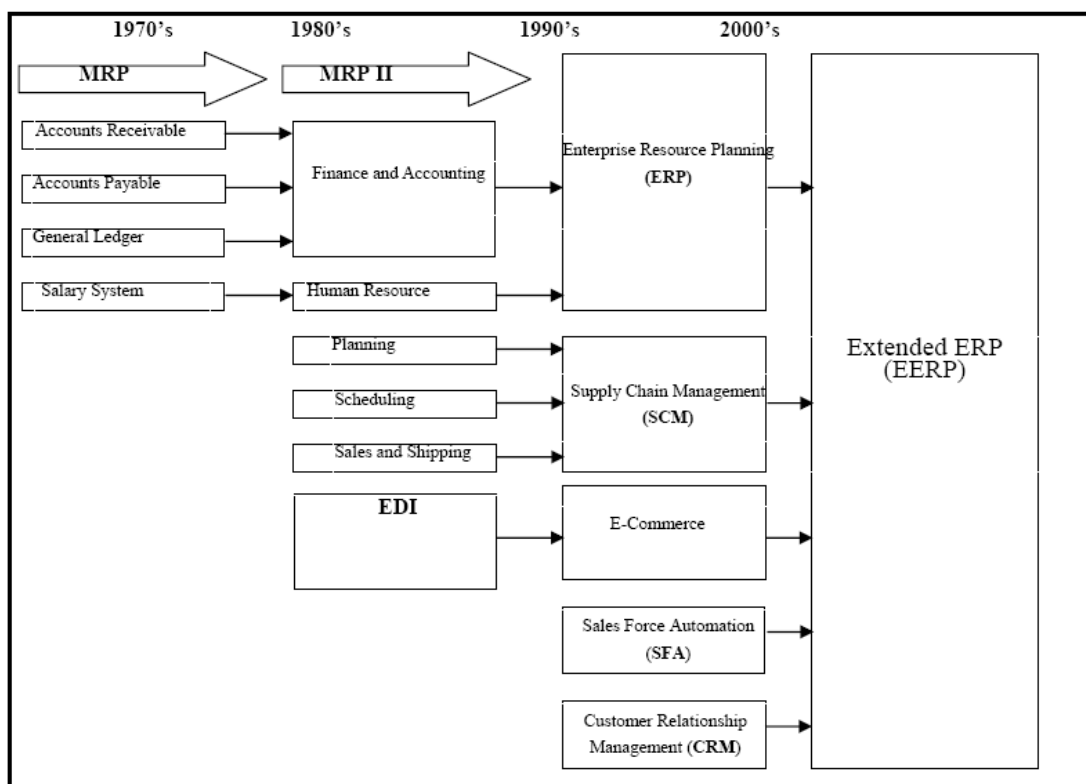 1970’s
1980’s
1990’s
2000’s
MRP
MRP II
Accounts Receivable
Accounts Payable
General Ledger
Salary System
Finance and Accounting
Human Resource
Planning
Scheduling
Sales and Shipping
EDI
Enterprise Resource Planning
(ERP)
Supply Chain Management
(SCM)
E-Commerce
Sales Force Automation
(SFA)
Customer Relationship
Management (CRM)
Extended ERP
(EERP)